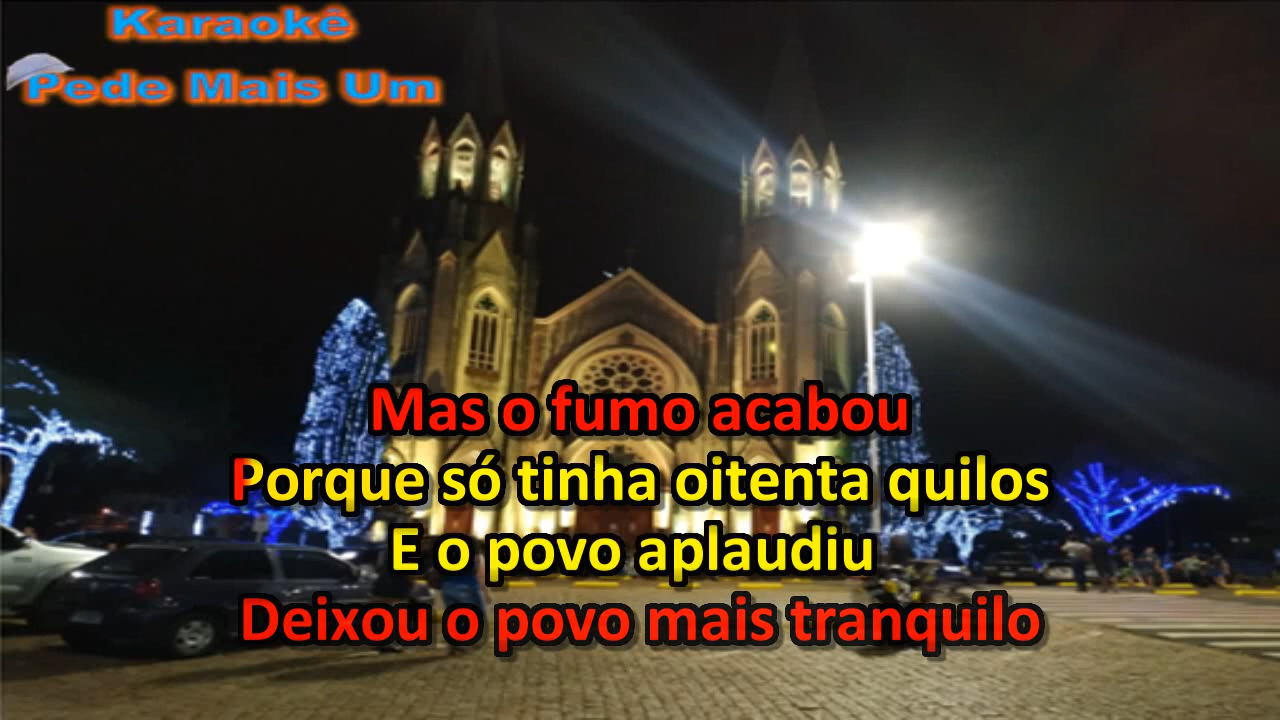 Karaokê
Pede Mais Um
Mas o fumo acabou
Porque só tinha oitenta quilos
E o povo aplaudiu
Deixou o povo mais tranquilo